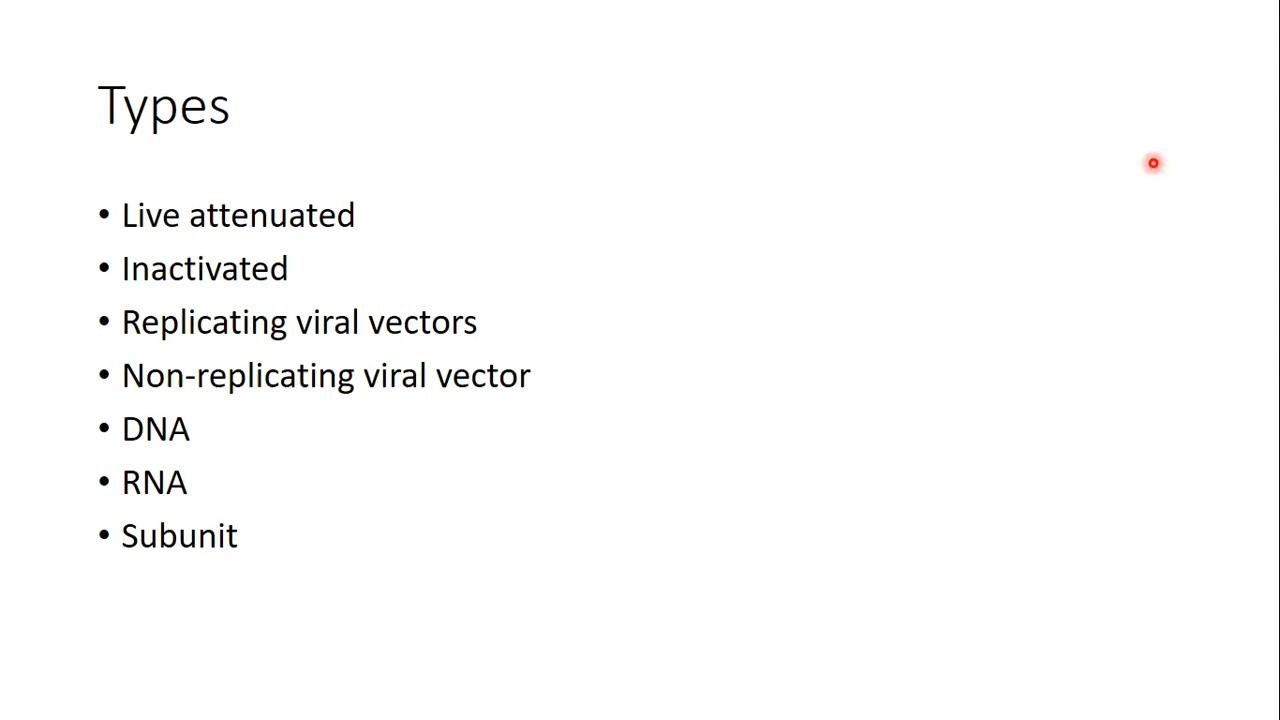 Types
• Live attenuated
• Inactivated
• Replicating viral vectors
• Non-replicating viral vector
• DNA
• RNA
• Subunit